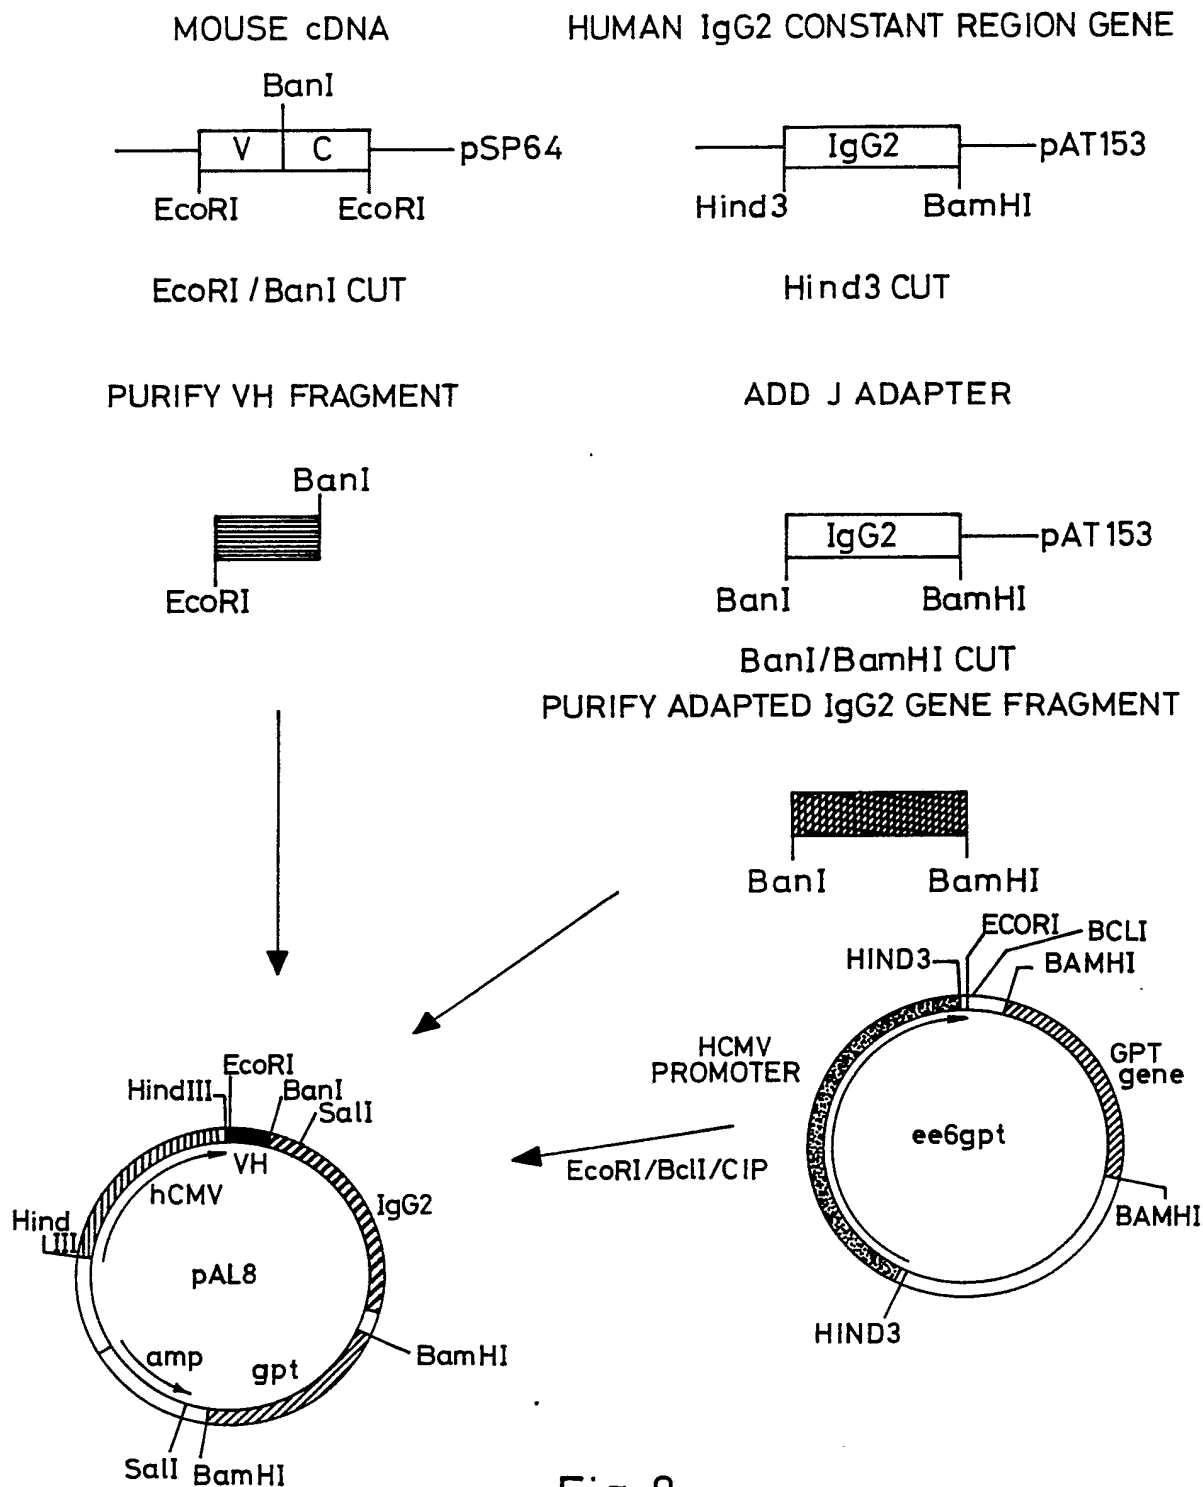 MOUSE cDNA
HUMAN IgG2 CONSTANT REGION GENE
BanI
V C
pSP64
EcoRI
EcoRI
IgG2
pAT153
Hind3
BamHI
EcoRI/BanI CUT
Hind3 CUT
PURIFY VH FRAGMENT
ADD J ADAPTER
BanI
EcoRI
IgG2
pAT153
BanI
BamHI
BanI/BamHI CUT
PURIFY ADAPTED IgG2 GENE FRAGMENT
BanI
BamHI
ECORI
BCLI
HIND3
BAMHI
HCMV
PROMOTER
GPT
gene
ee6gpt
BAMHI
HIND3
EcoRI/BclI/CIP
EcoRI
HindIII
BanI
SalI
VH
hCMV
IgG2
Hind
III
pAL8
amp
gpt
BamHI
SalI
BamHI